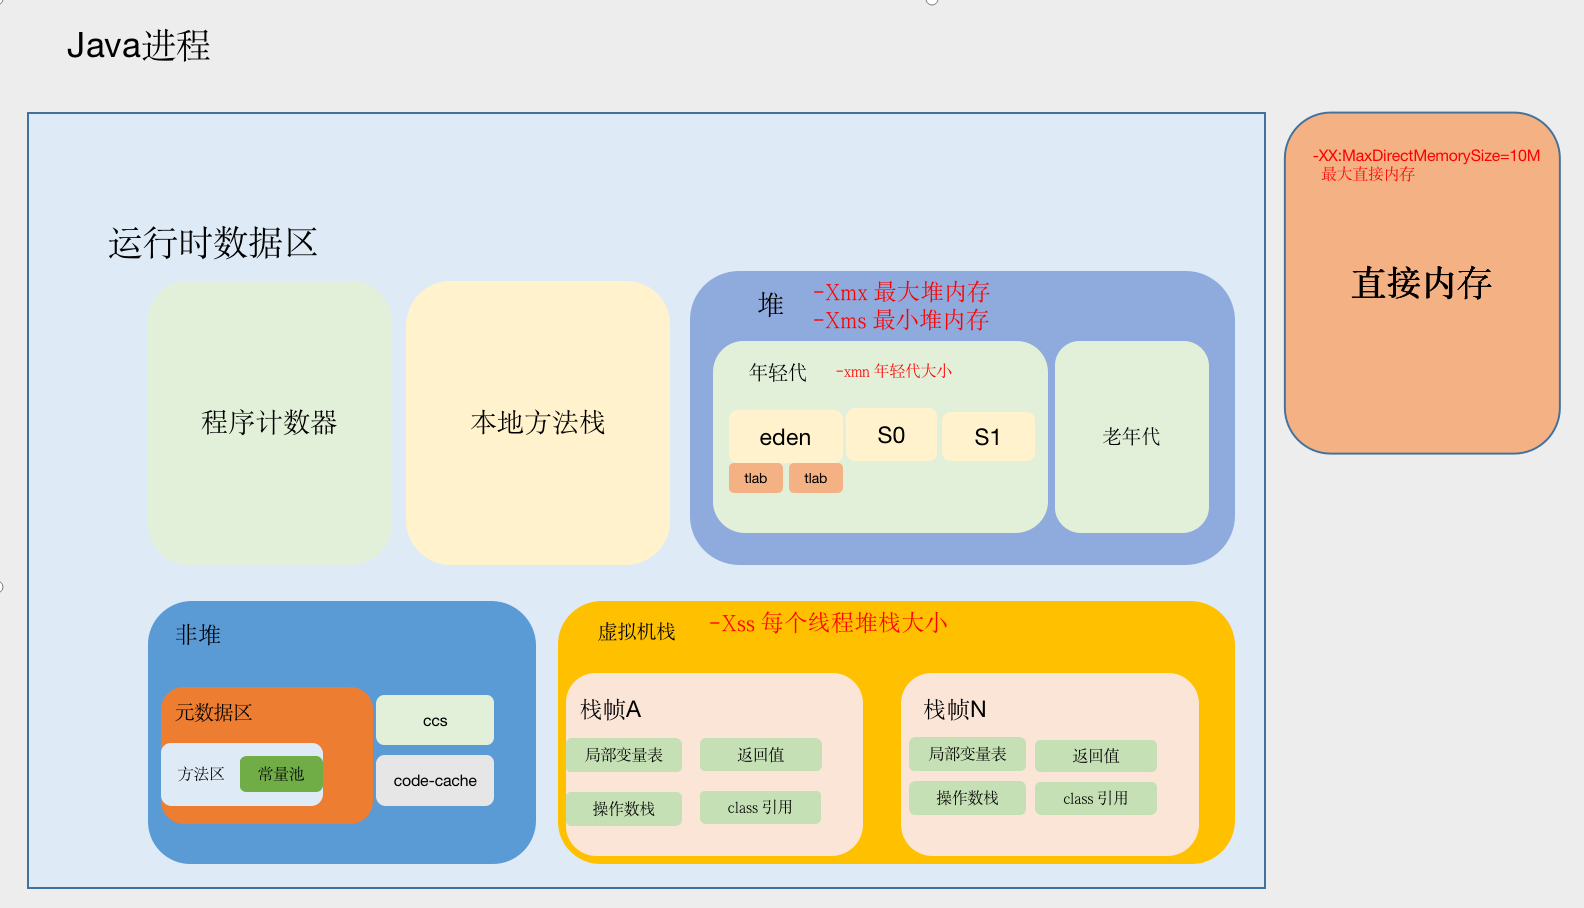 Java进程
-XX:MaxDirectMemorySize=10M
最大直接内存
直接内存
运行时数据区
程序计数器
本地方法栈
堆
-Xmx 最大堆内存
-Xms 最小堆内存
年轻代
-xmn 年轻代大小
eden
S0
S1
tlab
tlab
老年代
非堆
元数据区
方法区
常量池
ccs
code-cache
虚拟机栈
-Xss 每个线程堆栈大小
栈帧A
局部变量表
返回值
操作数栈
class 引用
栈帧N
局部变量表
返回值
操作数栈
class 引用